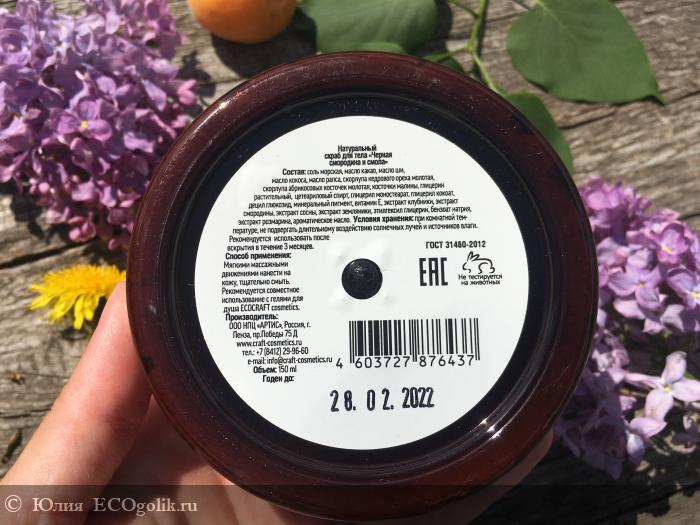 Натуральный
скраб для тела «Черная
смородина и смола»
Состав: соль морская, масло какао, масло ши,
масло кокоса, масло рапса, скорлупа кедрового ореха молотая,
скорлупа абрикосовых косточек молотая, косточки малины, глицерин
растительный, цетеариловый спирт, глицерил моностеарат, глицерил кокоат,
децил глюкозид, минеральный пигмент, витамин Е, экстракт клубники, экстракт
смородины, экстракт сосны, экстракт земляники, этилгексил глицерин, бензоат натрия,
экстракт розмарина, ароматическое масло. Условия хранения: при комнатной тем-
пературе, не подвергать длительному воздействию солнечных лучей и источников влаги.
Рекомендуется использовать после
вскрытия в течение 3 месяцев.
Способ применения:
Мягкими массажными
движениями нанести на
кожу, тщательно смыть.
Рекомендуется совместное
использование с гелями для
душа ECOCRAFT cosmetics.
Производитель:
ООО НПЦ «АРТИС», Россия, г.
Пенза, пр.Победы 75 Д
www.craft-cosmetics.ru
тел.: +7 (8412) 29-96-60
e-mail: info@craft-cosmetics.ru
Объем: 150 ml
Годен до:
ГОСТ 31460-2012
ЕАС
Не тестируется
на животных
4 603727 876437
28. 02. 2022
© Юлия ECOgolik.ru